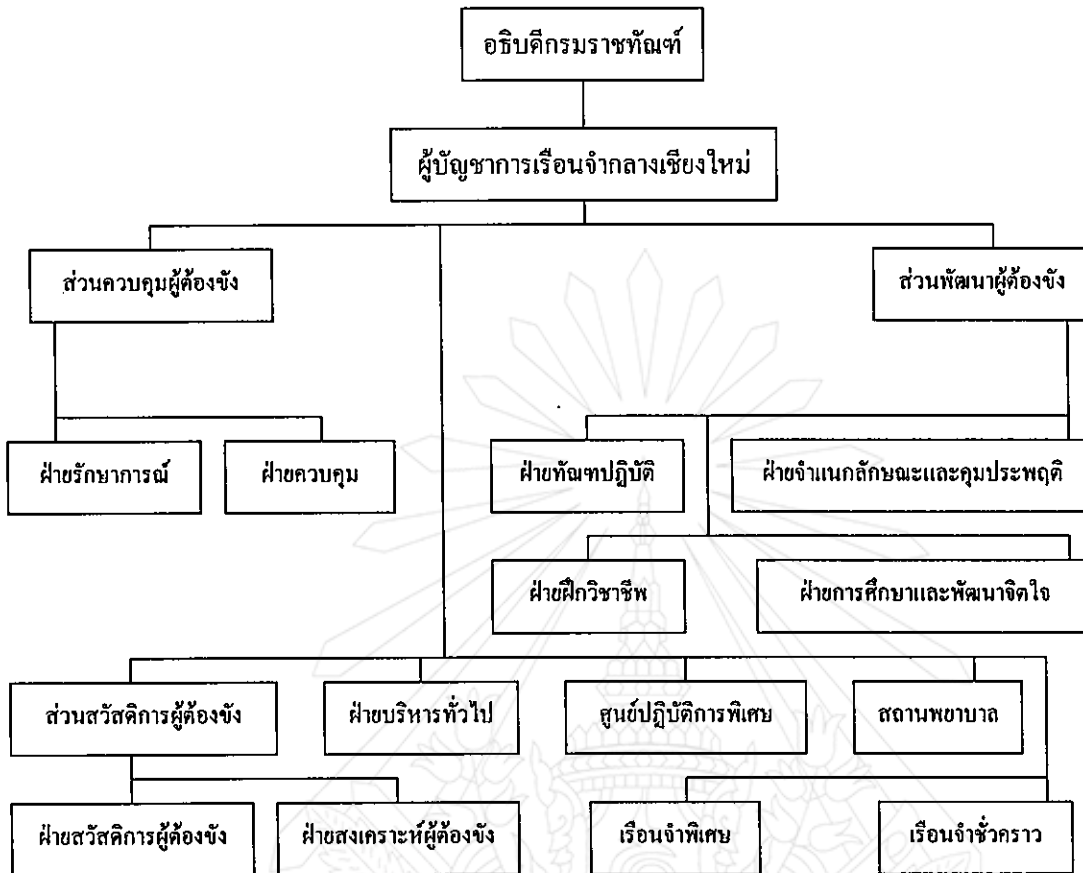 อธิบดีกรมราชทัณฑ์
ผู้บัญชาการเรือนจำกลางเชียงใหม่
ส่วนควบคุมผู้ต้องขัง
ส่วนพัฒนาผู้ต้องขัง
ฝ่ายรักษาการณ์
ฝ่ายควบคุม
ฝ่ายทัณฑปฏิบัติ
ฝ่ายจำแนกลักษณะและคุมประพฤติ
ฝ่ายฝึกวิชาชีพ
ฝ่ายการศึกษาและพัฒนาจิตใจ
ส่วนสวัสดิการผู้ต้องขัง
ฝ่ายบริหารทั่วไป
ศูนย์ปฏิบัติการพิเศษ
สถานพยาบาล
ฝ่ายสวัสดิการผู้ต้องขัง
ฝ่ายสงเคราะห์ผู้ต้องขัง
เรือนจำพิเศษ
เรือนจำชั่วคราว